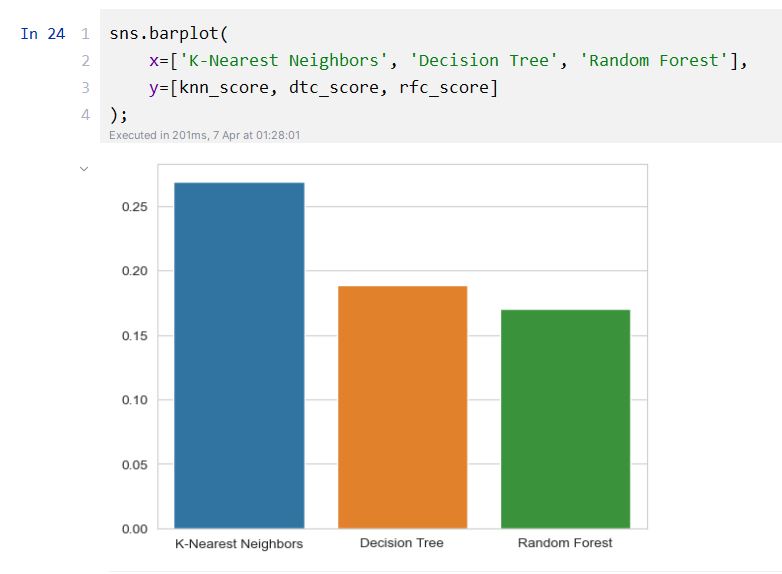 In 24 1 sns.barplot(
2 x=['K-Nearest Neighbors', 'Decision Tree', 'Random Forest'],
3 y=[knn_score, dtc_score, rfc_score]
4 );
Executed in 201ms, 7 Apr at 01:28:01
0.25
0.20
0.15
0.10
0.05
0.00
K-Nearest Neighbors Decision Tree Random Forest